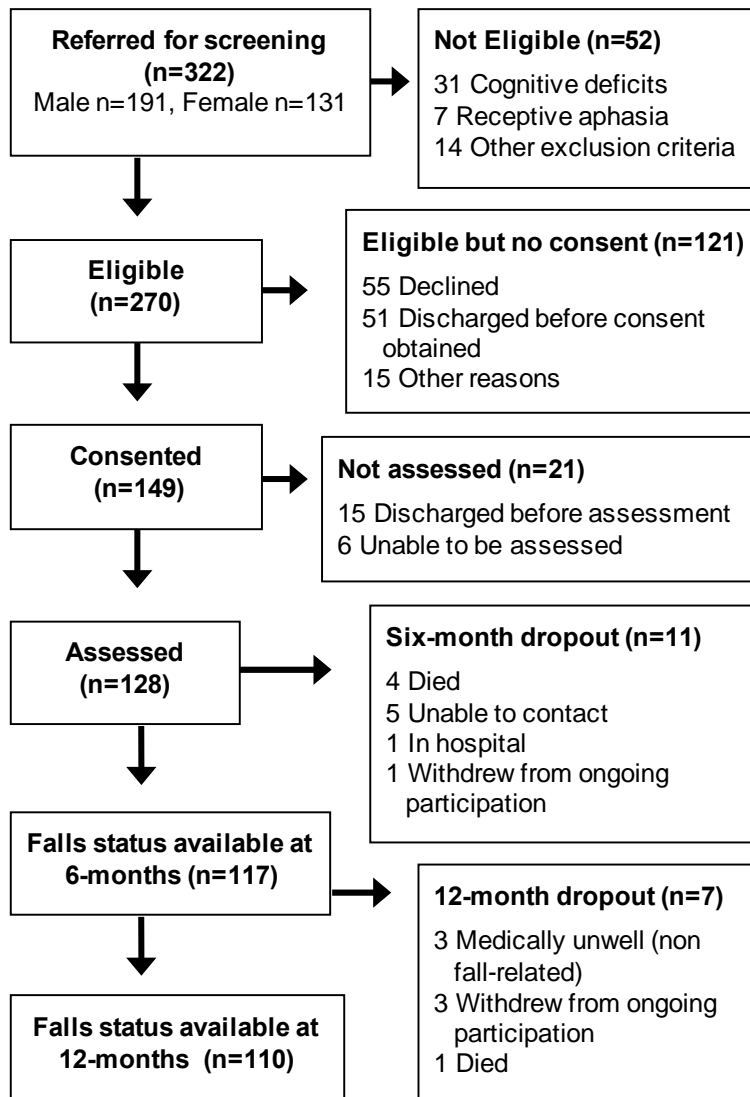 Referred for screening
(n=322)
Male n=191, Female n=131
Not Eligible (n=52)
31 Cognitive deficits
7 Receptive aphasia
14 Other exclusion criteria
Eligible
(n=270)
Eligible but no consent (n=121)
55 Declined
51 Discharged before consent
obtained
15 Other reasons
Consented
(n=149)
Not assessed (n=21)
15 Discharged before assessment
6 Unable to be assessed
Assessed
(n=128)
Six-month dropout (n=11)
4 Died
5 Unable to contact
1 In hospital
1 Withdrew from ongoing
participation
Falls status available at
6-months (n=117)
12-month dropout (n=7)
3 Medically unwell (non
fall-related)
3 Withdrew from ongoing
participation
1 Died
Falls status available at
12-months (n=110)